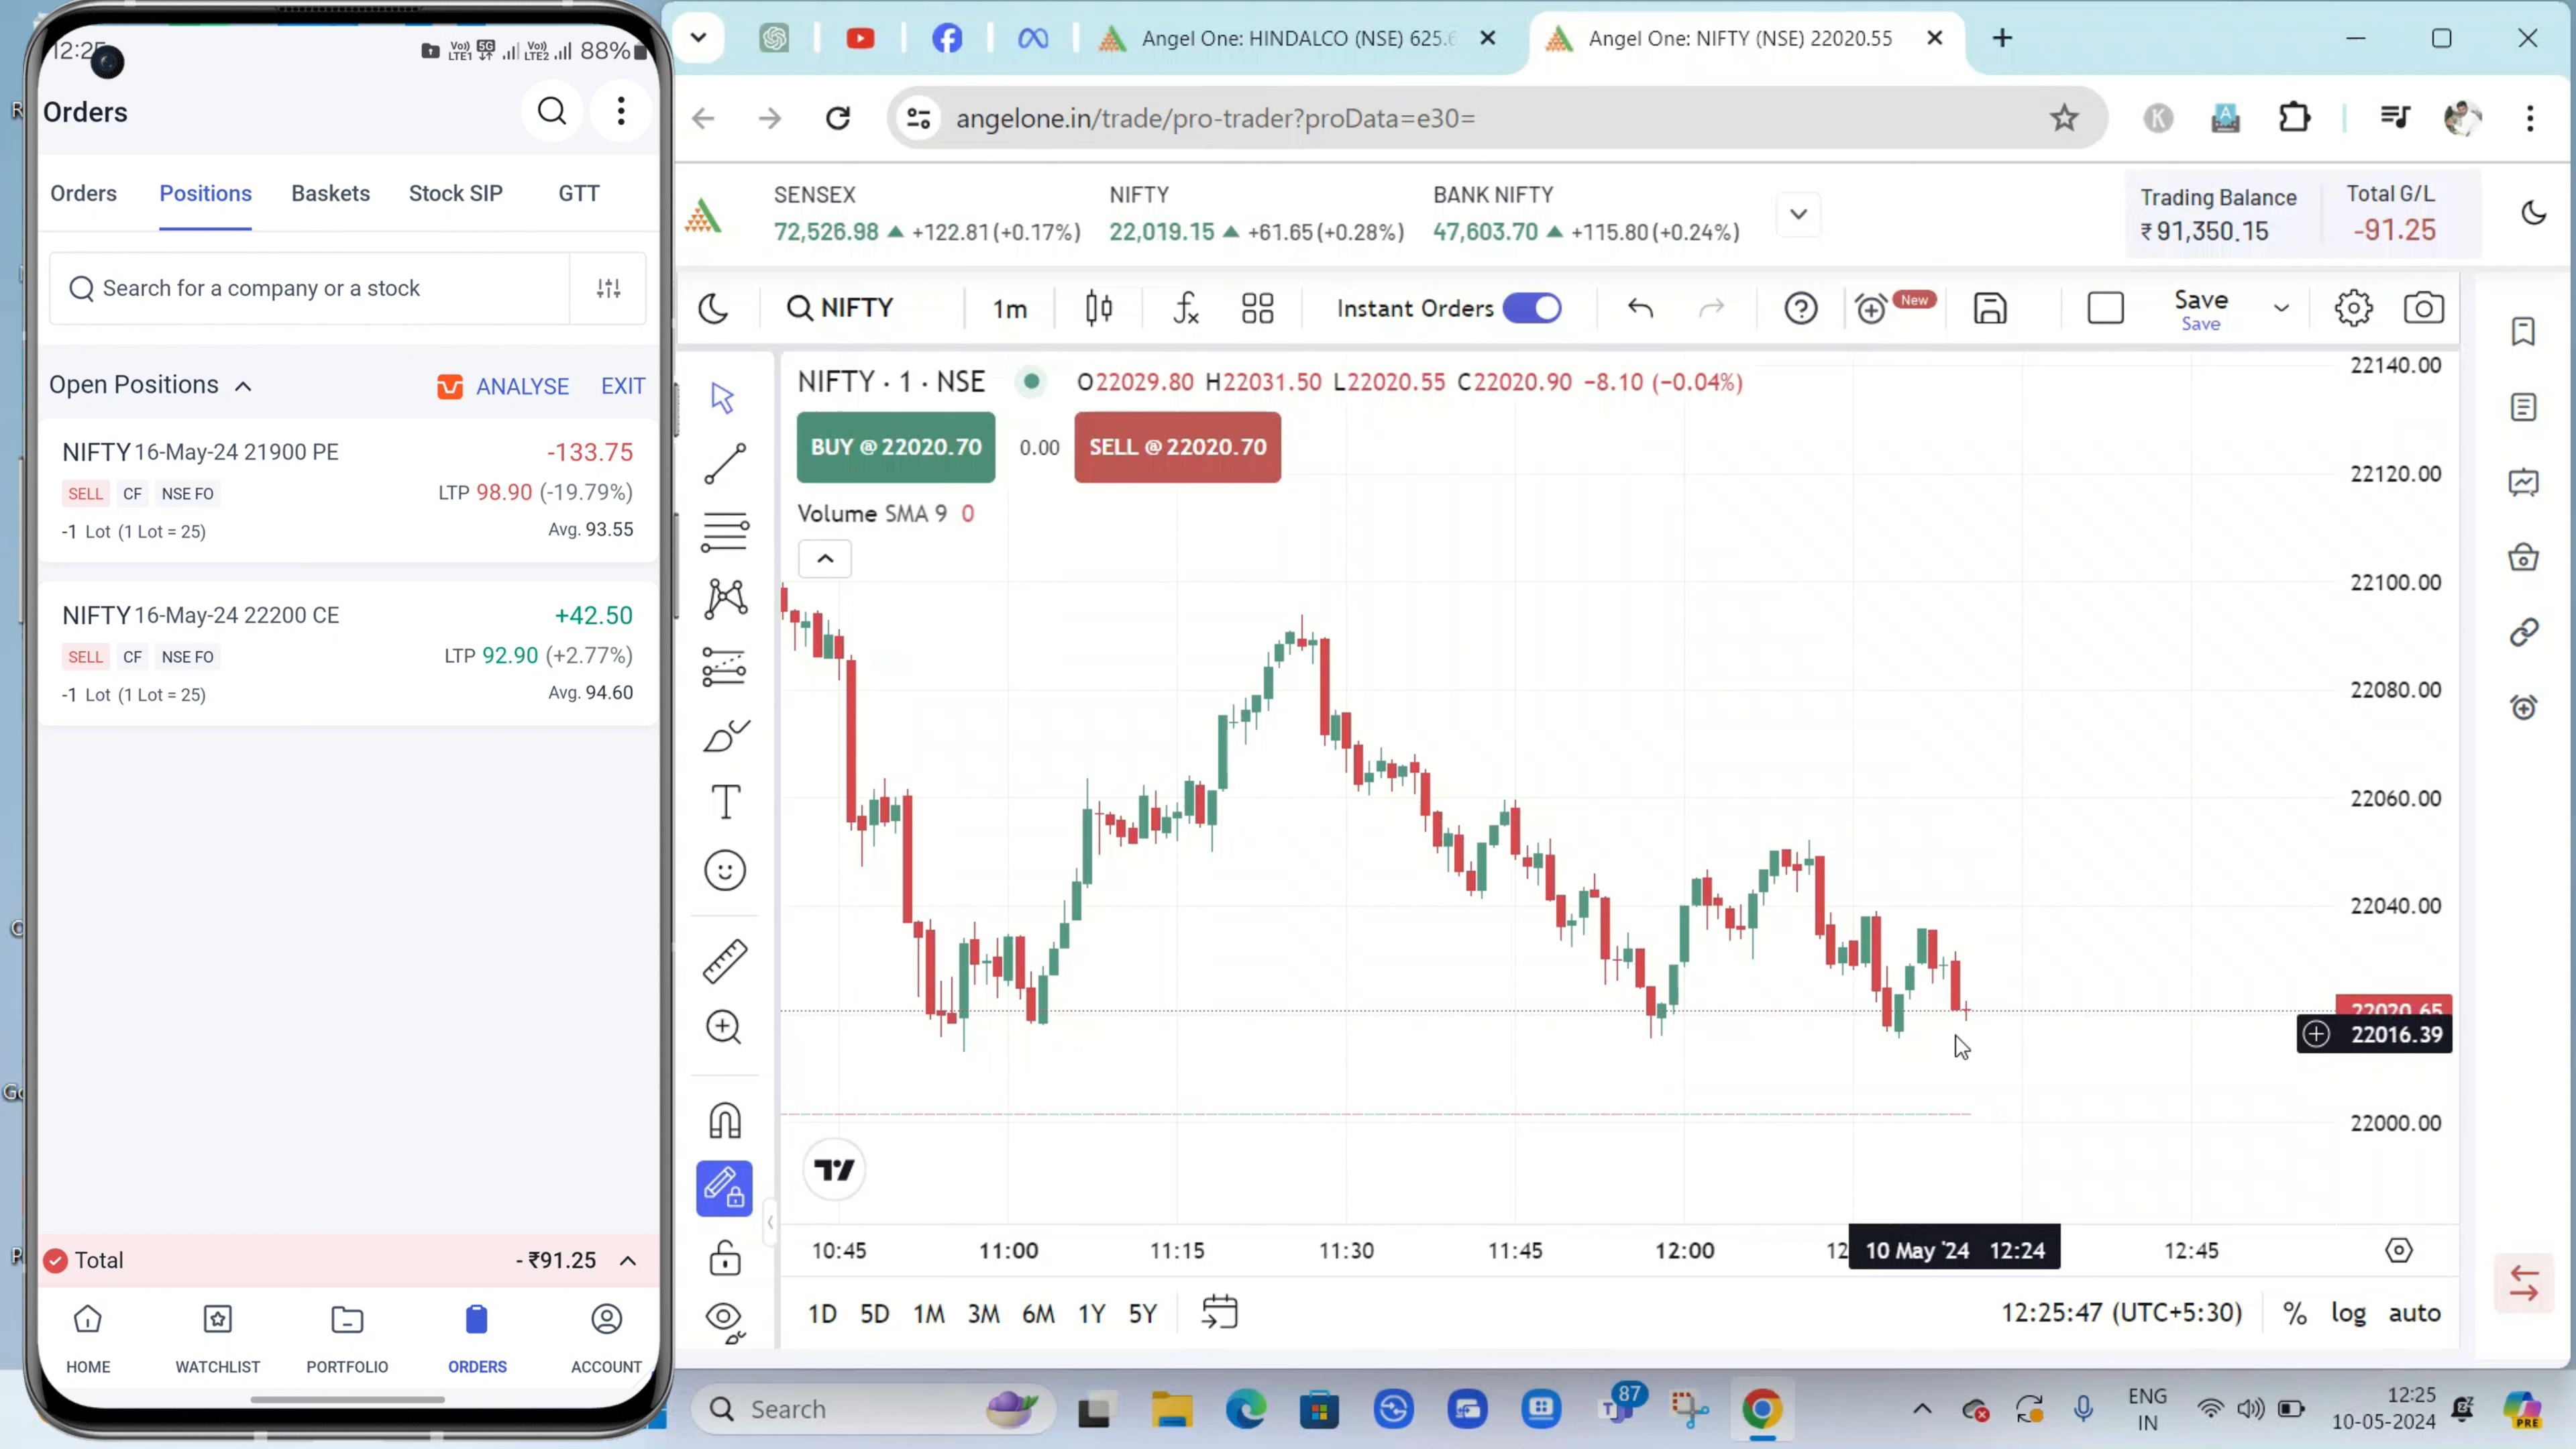 12:25 88%
Orders
Orders Positions Baskets Stock SIP GTT
Search for a company or a stock
Open Positions ANALYSE EXIT
NIFTY 16-May-24 21900 PE -133.75
SELL CF NSE FO LTP 98.90 (-19.79%)
-1 Lot (1 Lot = 25) Avg. 93.55
NIFTY 16-May-24 22200 CE +42.50
SELL CF NSE FO LTP 92.90 (+2.77%)
-1 Lot (1 Lot = 25) Avg. 94.60
Total - ₹91.25
HOME WATCHLIST PORTFOLIO ORDERS ACCOUNT
Angel One: HINDALCO (NSE) 625.6
Angel One: NIFTY (NSE) 22020.55
angelone.in/trade/pro-trader?proData=e30=
SENSEX NIFTY BANK NIFTY Trading Balance Total G/L
72,526.98 +122.81(+0.17%) 22,019.15 +61.65(+0.28%) 47,603.70 +115.80(+0.24%) ₹91,350.15 -91.25
NIFTY 1m Instant Orders New Save
Save
NIFTY · 1 · NSE O22029.80 H22031.50 L22020.55 C22020.90 −8.10 (−0.04%)
BUY @ 22020.70 0.00 SELL @ 22020.70
Volume SMA 9 0
22140.00
22120.00
22100.00
22080.00
22060.00
22040.00
22020.65
22016.39
22000.00
10:45 11:00 11:15 11:30 11:45 12:00 10 May '24 12:24 12:45
1D 5D 1M 3M 6M 1Y 5Y 12:25:47 (UTC+5:30) % log auto
Search 87 ENG 12:25
IN 10-05-2024 PRE